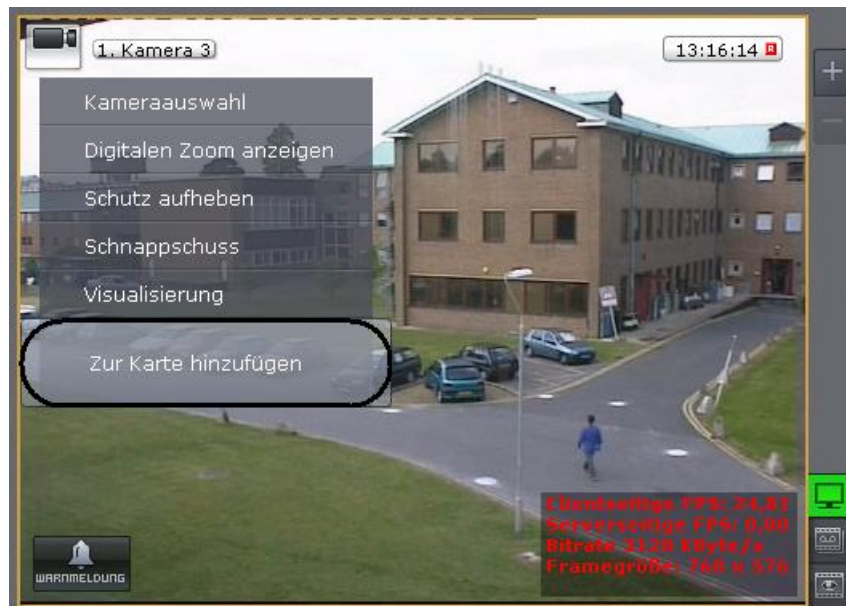 1. Kamera 3
13:16:14 R
Kameraauswahl
Digitalen Zoom anzeigen
Schutz aufheben
Schnappschuss
Visualisierung
Zur Karte hinzufügen
Clientseitige FPS: 24,81
Serverseitige FPS: 0,00
Bitrate 3120 KByte/s
Framegröße: 768 x 576
WARNMELDUNG